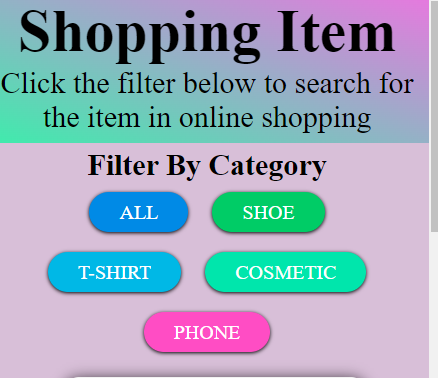 Shopping Item
Click the filter below to search for
the item in online shopping
Filter By Category
ALL
SHOE
T-SHIRT
COSMETIC
PHONE